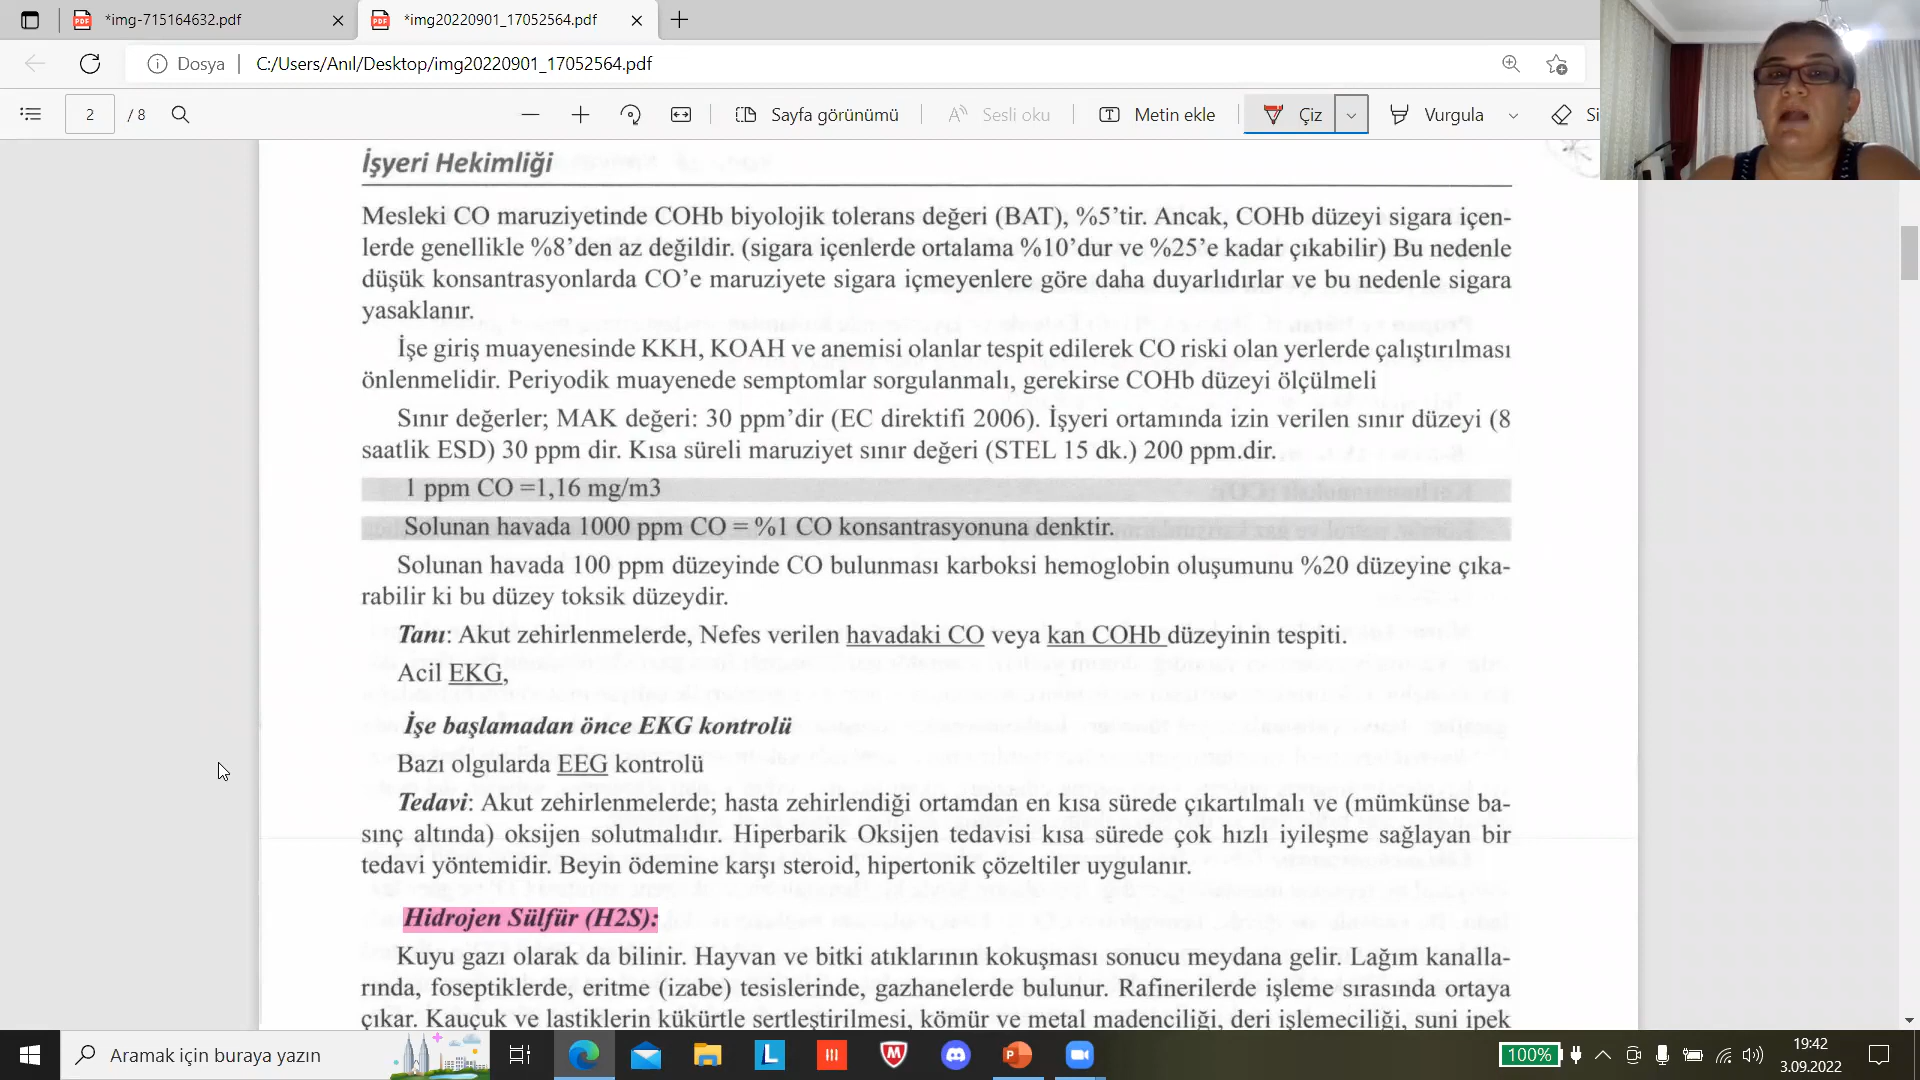 *img-715164632.pdf
*img20220901_17052564.pdf
Dosya
C:/Users/Anıl/Desktop/img20220901_17052564.pdf
2 / 8
Sayfa görünümü
Sesli oku
Metin ekle
Çiz
Vurgula
Si
İşyeri Hekimliği
Mesleki CO maruziyetinde COHb biyolojik tolerans değeri (BAT), %5’tir. Ancak, COHb düzeyi sigara içen-
lerde genellikle %8’den az değildir. (sigara içenlerde ortalama %10’dur ve %25’e kadar çıkabilir) Bu nedenle
düşük konsantrasyonlarda CO’e maruziyete sigara içmeyenlere göre daha duyarlıdırlar ve bu nedenle sigara
yasaklanır.
İşe giriş muayenesinde KKH, KOAH ve anemisi olanlar tespit edilerek CO riski olan yerlerde çalıştırılması
önlenmelidir. Periyodik muayenede semptomlar sorgulanmalı, gerekirse COHb düzeyi ölçülmeli
Sınır değerler; MAK değeri: 30 ppm’dir (EC direktifi 2006). İşyeri ortamında izin verilen sınır düzeyi (8
saatlik ESD) 30 ppm dir. Kısa süreli maruziyet sınır değeri (STEL 15 dk.) 200 ppm.dir.
1 ppm CO =1,16 mg/m3
Solunan havada 1000 ppm CO = %1 CO konsantrasyonuna denktir.
Solunan havada 100 ppm düzeyinde CO bulunması karboksi hemoglobin oluşumunu %20 düzeyine çıka-
rabilir ki bu düzey toksik düzeydir.
Tanı: Akut zehirlenmelerde, Nefes verilen havadaki CO veya kan COHb düzeyinin tespiti.
Acil EKG,
İşe başlamadan önce EKG kontrolü
Bazı olgularda EEG kontrolü
Tedavi: Akut zehirlenmelerde; hasta zehirlendiği ortamdan en kısa sürede çıkartılmalı ve (mümkünse ba-
sınç altında) oksijen solutmalıdır. Hiperbarik Oksijen tedavisi kısa sürede çok hızlı iyileşme sağlayan bir
tedavi yöntemidir. Beyin ödemine karşı steroid, hipertonik çözeltiler uygulanır.
Hidrojen Sülfür (H2S):
Kuyu gazı olarak da bilinir. Hayvan ve bitki atıklarının kokuşması sonucu meydana gelir. Lağım kanalla-
rında, foseptiklerde, eritme (izabe) tesislerinde, gazhanelerde bulunur. Rafinerilerde işleme sırasında ortaya
çıkar. Kauçuk ve lastiklerin kükürtle sertleştirilmesi, kömür ve metal madenciliği, deri işlemeciliği, suni ipek
Aramak için buraya yazın
100%
19:42
3.09.2022